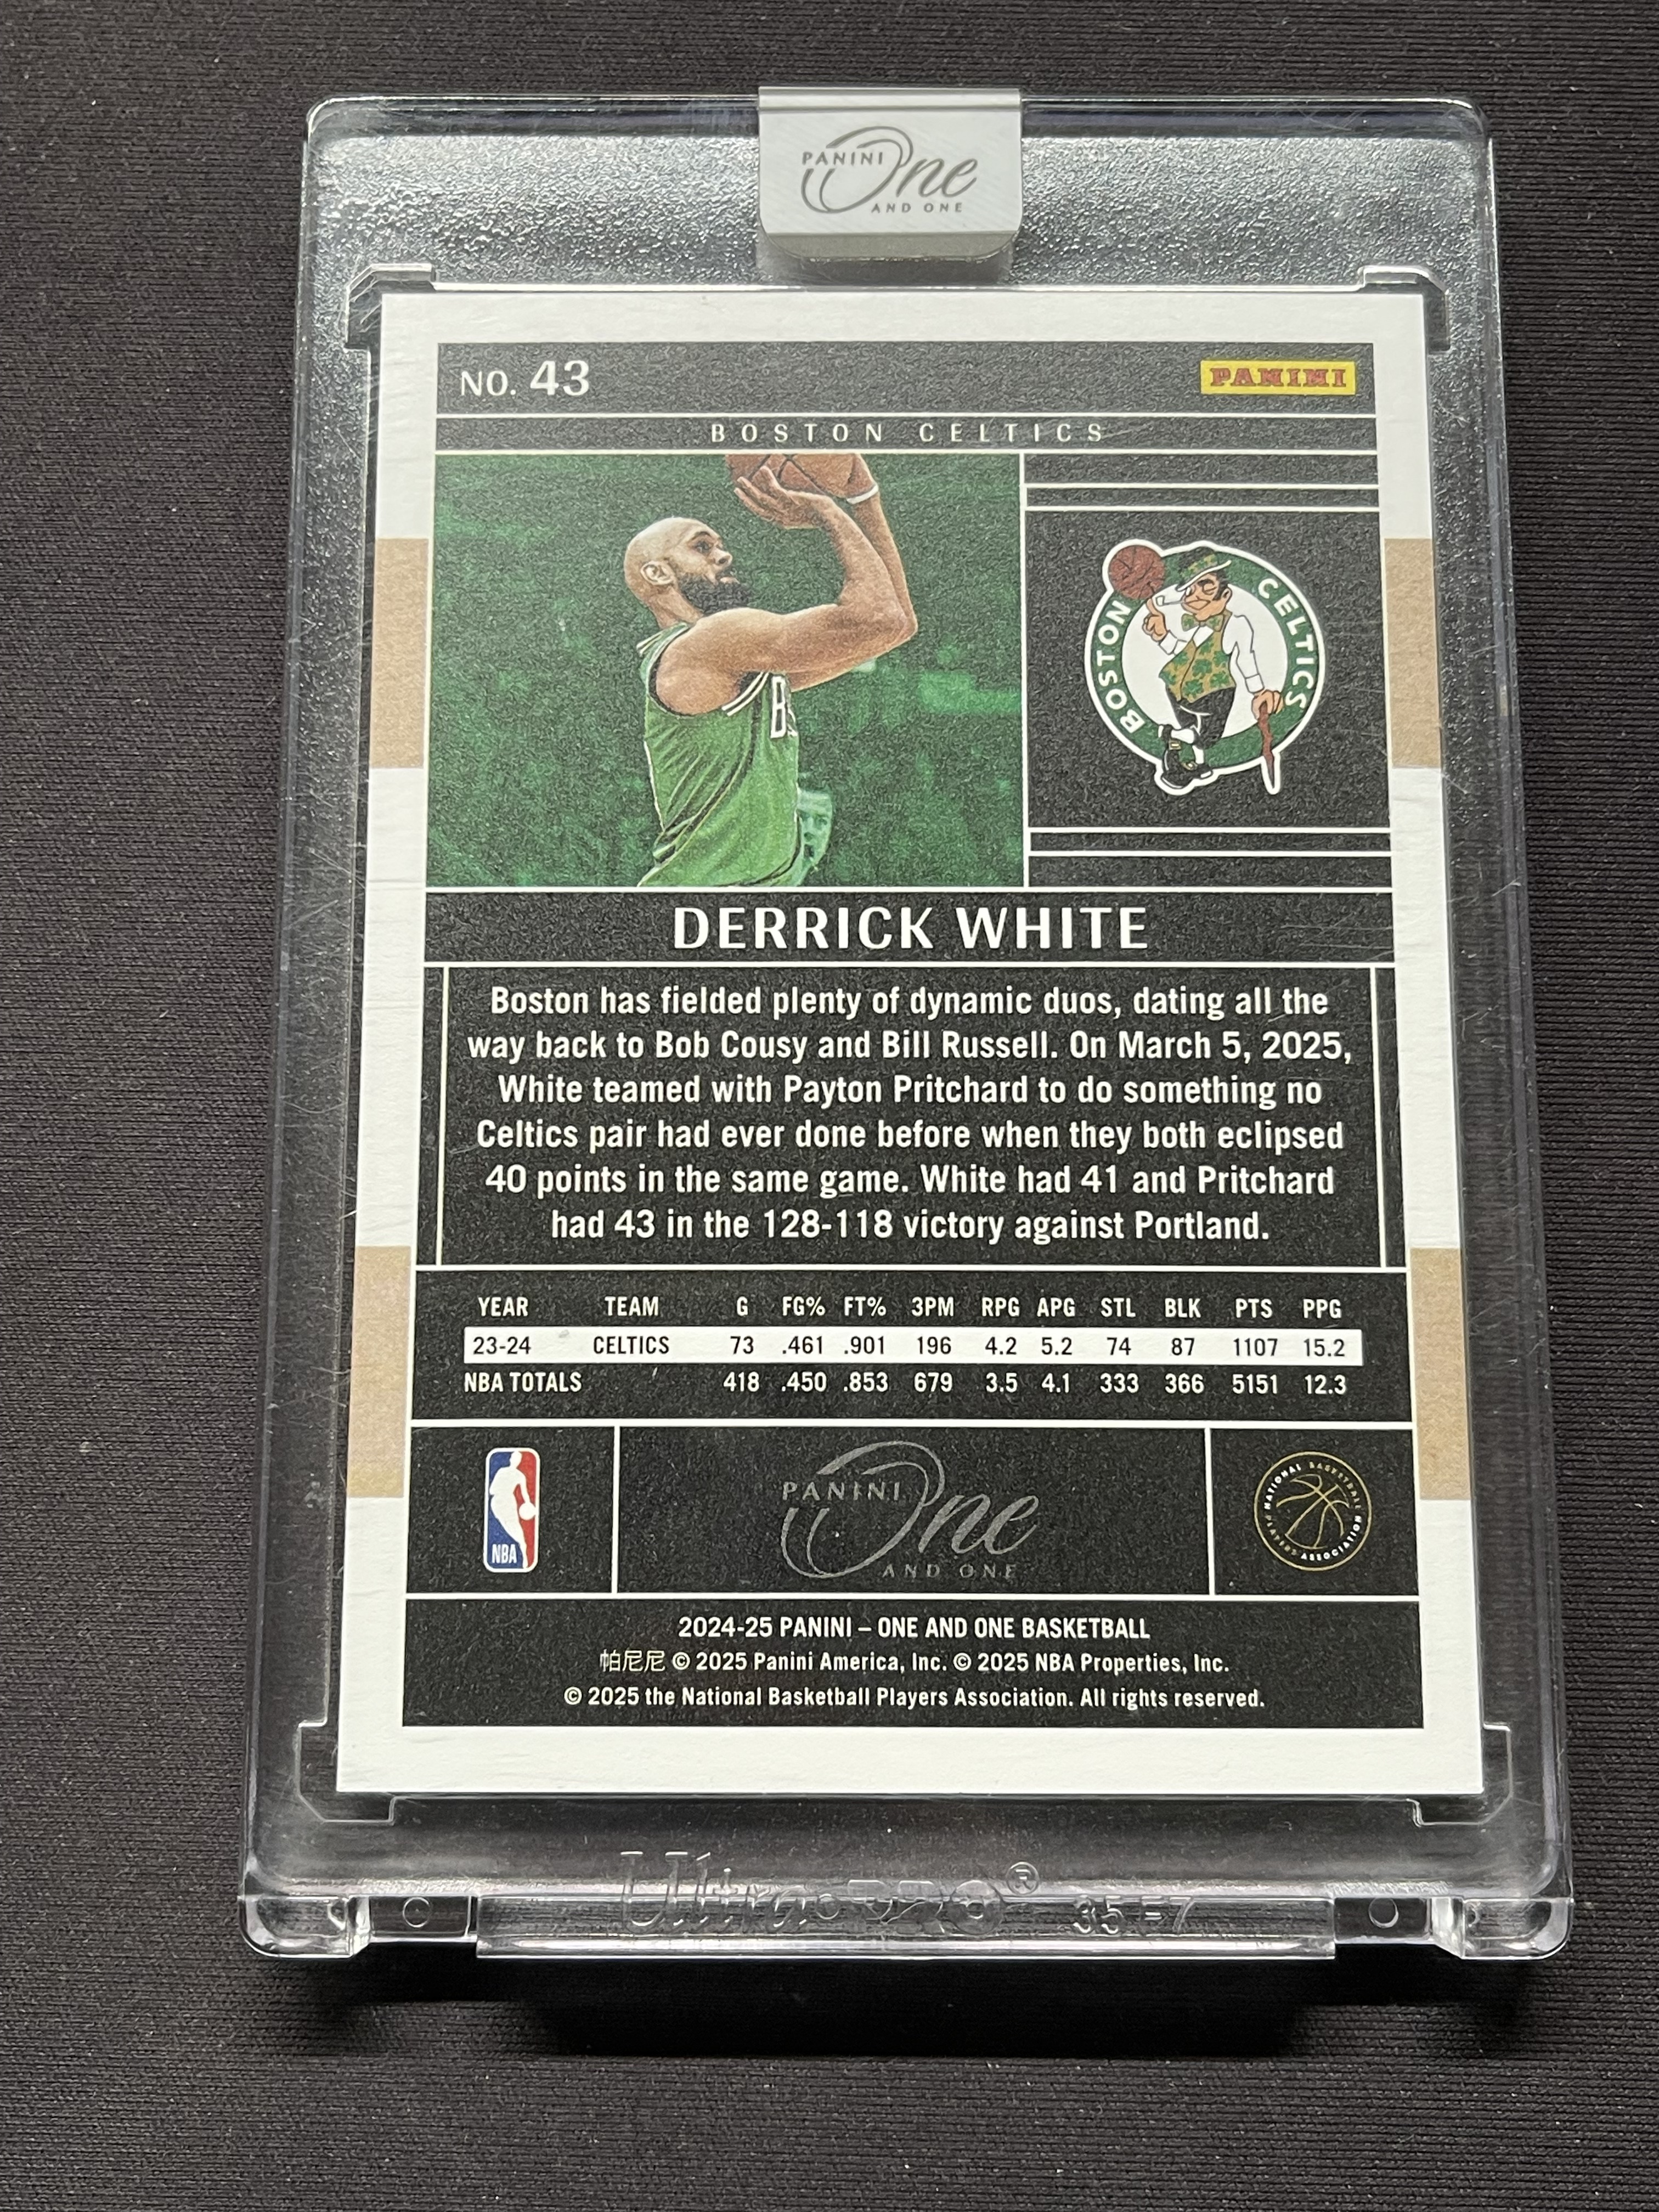 PANINI One
AND ONE
NO. 43
PANINI
BOSTON CELTICS
BOSTON CELTICS
B
DERRICK WHITE
Boston has fielded plenty of dynamic duos, dating all the
way back to Bob Cousy and Bill Russell. On March 5, 2025,
White teamed with Payton Pritchard to do something no
Celtics pair had ever done before when they both eclipsed
40 points in the same game. White had 41 and Pritchard
had 43 in the 128-118 victory against Portland.
YEAR TEAM G FG% FT% 3PM RPG APG STL BLK PTS PPG
23-24 CELTICS 73 .461 .901 196 4.2 5.2 74 87 1107 15.2
NBA TOTALS 418 .450 .853 679 3.5 4.1 333 366 5151 12.3
NBA
PANINI One
AND ONE
NATIONAL BASKETBALL PLAYERS ASSOCIATION
2024-25 PANINI – ONE AND ONE BASKETBALL
帕尼尼 © 2025 Panini America, Inc. © 2025 NBA Properties, Inc.
© 2025 the National Basketball Players Association. All rights reserved.
Ultra PRO®